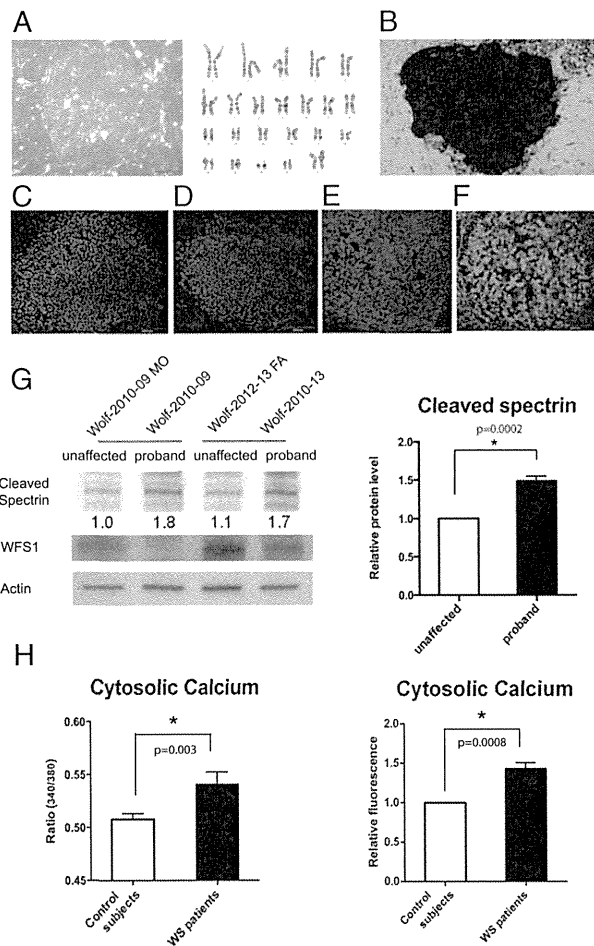 A
B
C
D
E
F
G
Wolf-2010-09 MO
Wolf-2010-09
Wolf-2012-13 FA
Wolf-2010-13
unaffected
proband
unaffected
proband
Cleaved
Spectrin
1.0
1.8
1.1
1.7
WFS1
Actin
Cleaved spectrin
p=0.0002
*
Relative protein level
2.0
1.5
1.0
0.5
0.0
unaffected
proband
H
Cytosolic Calcium
*
p=0.003
Ratio (340/380)
0.60
0.55
0.50
0.45
Control
subjects
WS patients
Cytosolic Calcium
*
p=0.0008
Relative fluorescence
2.0
1.5
1.0
0.5
0.0
Control
subjects
WS patients